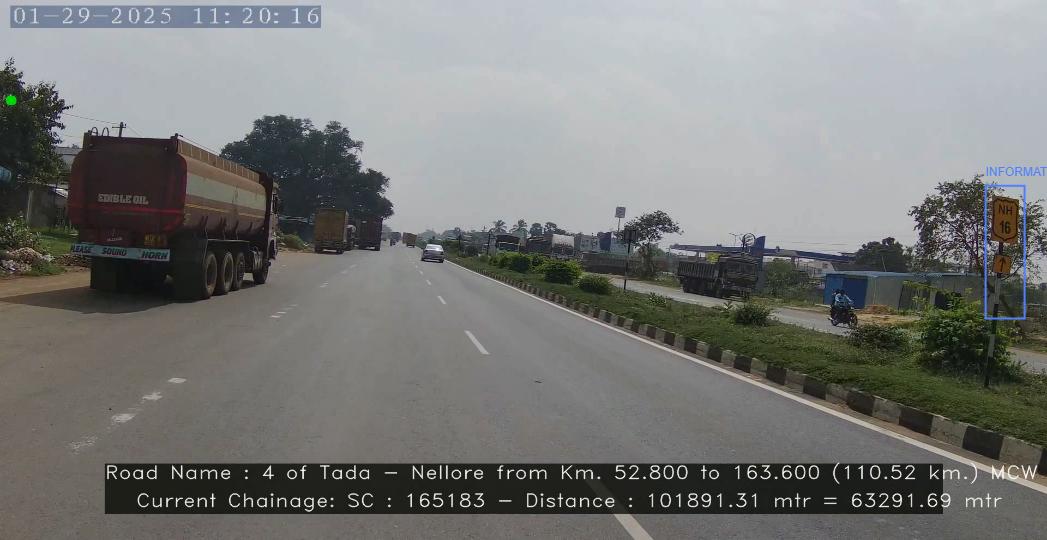 01-29-2025 11:20:16
EDIBLE OIL
PLEASE SOUND HORN
INFORMAT
NH
16
Road Name : 4 of Tada - Nellore from Km. 52.800 to 163.600 (110.52 km.) MCW
Current Chainage: SC : 165183 - Distance : 101891.31 mtr = 63291.69 mtr